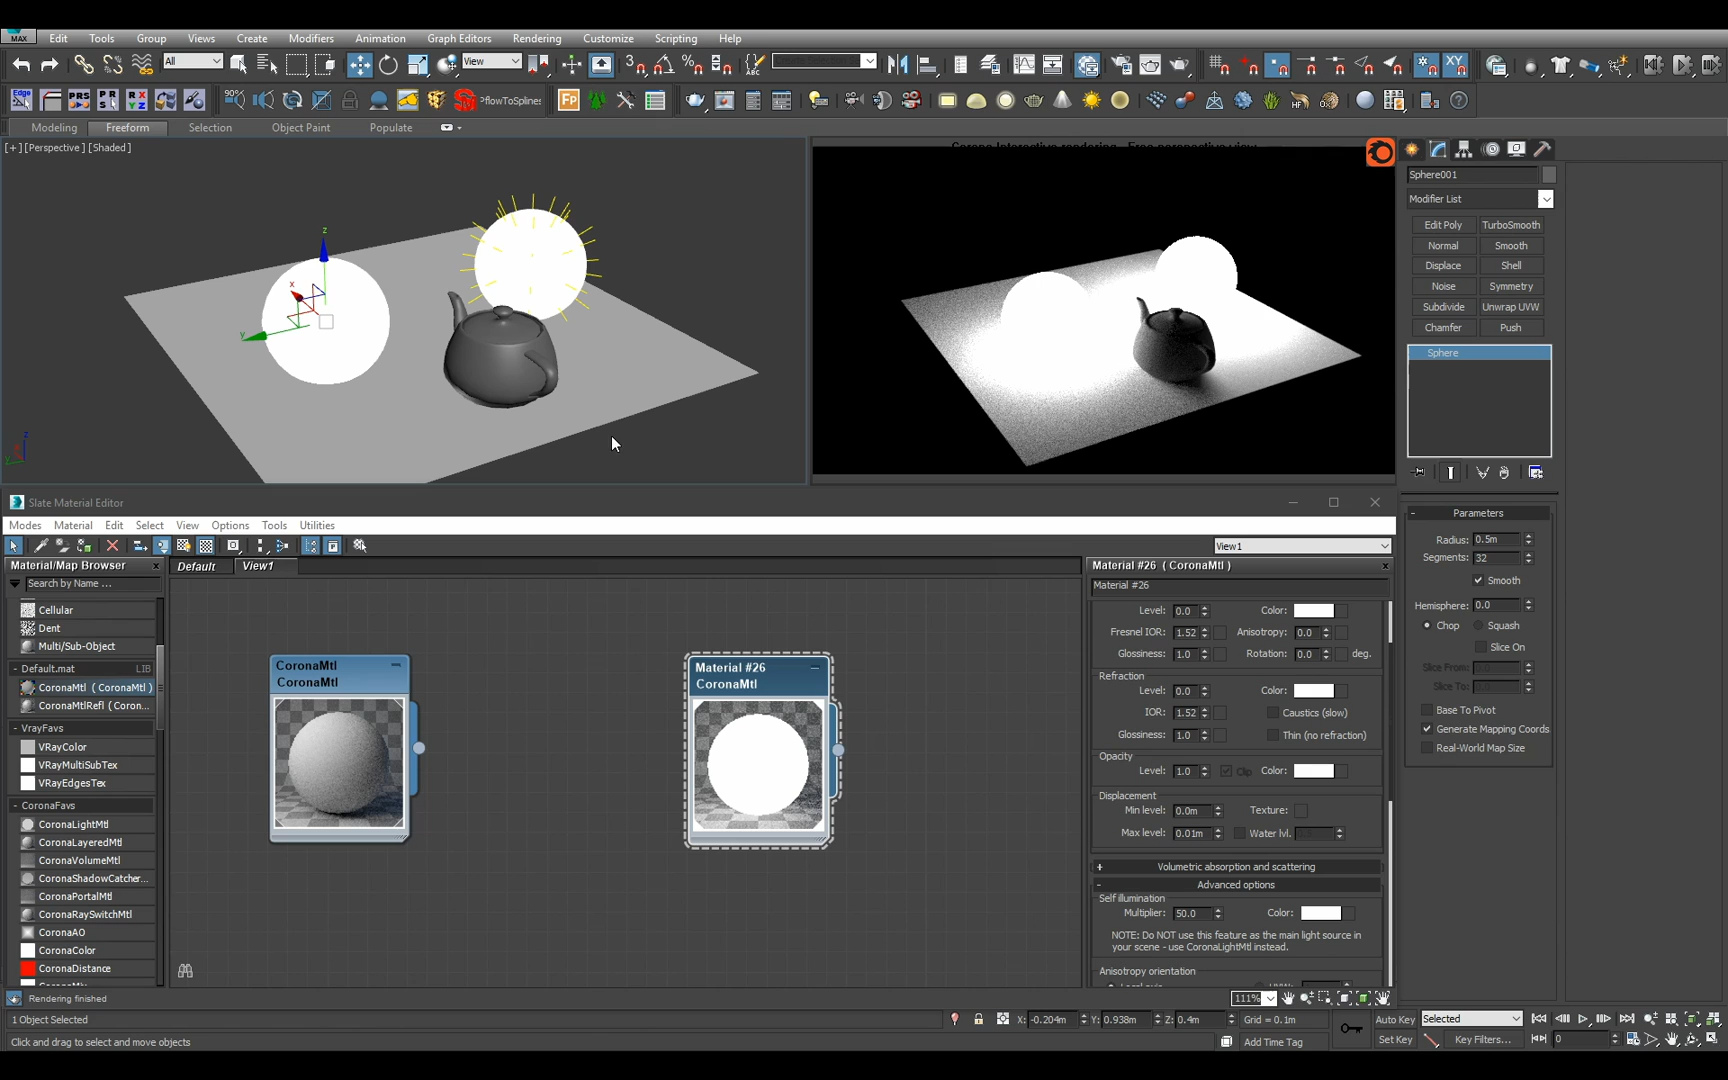 MAX
Edit Tools Group Views Create Modifiers Animation Graph Editors Rendering Customize Scripting Help
All
View
PflowToSplines
Modeling Freeform Selection Object Paint Populate
[+] [Perspective] [Shaded]
Corona Interactive rendering - Free perspective view
Sphere001
Modifier List
Edit Poly TurboSmooth
Normal Smooth
Displace Shell
Noise Symmetry
Subdivide Unwrap UVW
Chamfer Push
Sphere
Parameters
Radius: 0.5m
Segments: 32
Smooth
Hemisphere: 0.0
Chop Squash
Slice On
Slice From:
Slice To:
Base To Pivot
Generate Mapping Coords
Real-World Map Size
Slate Material Editor
Modes Material Edit Select View Options Tools Utilities
View1
Material/Map Browser
Search by Name ...
Cellular
Dent
Multi/Sub-Object
- Default.mat LIB
CoronaMtl ( CoronaMtl )
CoronaMtlRefl ( Coron...
- VrayFavs
VRayColor
VRayMultiSubTex
VRayEdgesTex
- CoronaFavs
CoronaLightMtl
CoronaLayeredMtl
CoronaVolumeMtl
CoronaShadowCatcher...
CoronaPortalMtl
CoronaRaySwitchMtl
CoronaAO
CoronaColor
CoronaDistance
Default View1
CoronaMtl
CoronaMtl
Material #26
CoronaMtl
Material #26 ( CoronaMtl )
Material #26
Level: 0.0 Color:
Fresnel IOR: 1.52 Anisotropy: 0.0
Glossiness: 1.0 Rotation: 0.0 deg.
Refraction
Level: 0.0 Color:
IOR: 1.52 Caustics (slow)
Glossiness: 1.0 Thin (no refraction)
Opacity
Level: 1.0 Clip Color:
Displacement
Min level: 0.0m Texture:
Max level: 0.01m Water lvl.
+ Volumetric absorption and scattering
- Advanced options
Self illumination
Multiplier: 50.0 Color:
NOTE: Do NOT use this feature as the main light source in
your scene - use CoronaLightMtl instead.
Anisotropy orientation
Rendering finished
111%
1 Object Selected
X: -0.204m Y: 0.938m Z: 0.4m Grid = 0.1m
Auto Key Selected
Click and drag to select and move objects
Add Time Tag
Set Key Key Filters... 0